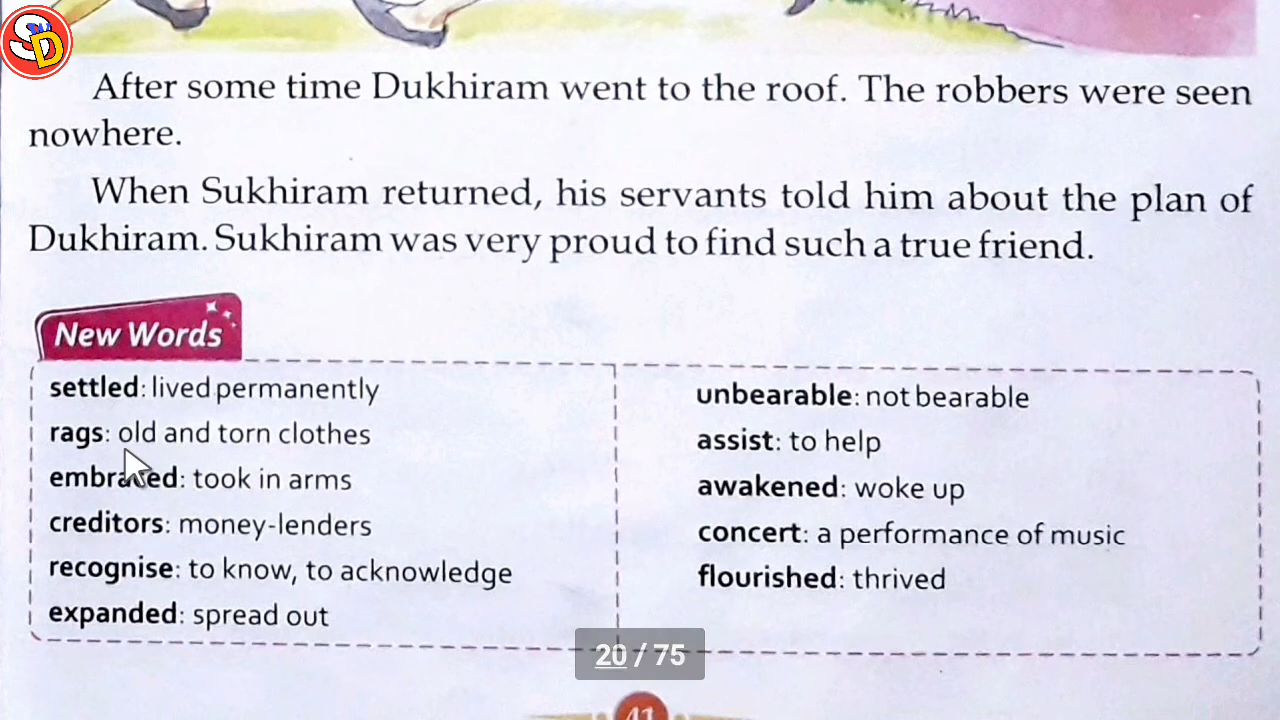 SD
After some time Dukhiram went to the roof. The robbers were seen
nowhere.
When Sukhiram returned, his servants told him about the plan of
Dukhiram. Sukhiram was very proud to find such a true friend.
New Words
settled: lived permanently
rags: old and torn clothes
embraced: took in arms
creditors: money-lenders
recognise: to know, to acknowledge
expanded: spread out
unbearable: not bearable
assist: to help
awakened: woke up
concert: a performance of music
flourished: thrived
20 / 75
41